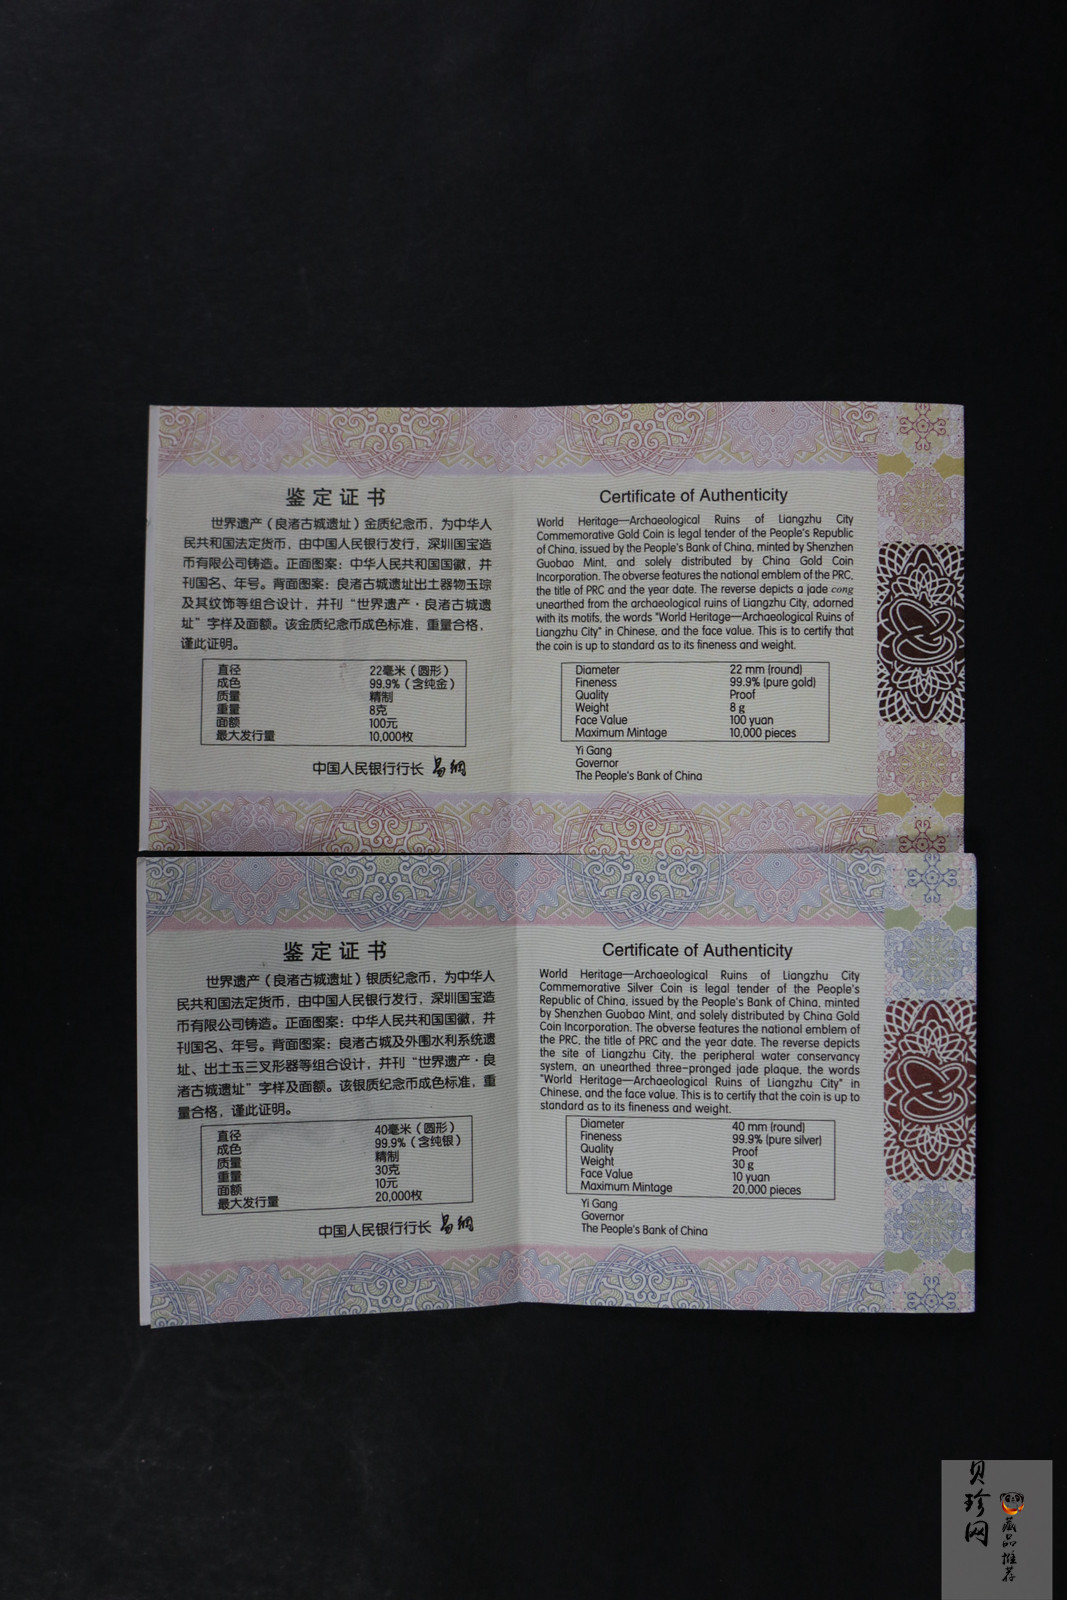 鉴定证书
世界遗产（良渚古城遗址）金质纪念币，为中华人
民共和国法定货币，由中国人民银行发行，深圳国宝造
币有限公司铸造。正面图案：中华人民共和国国徽，并
刊国名、年号。背面图案：良渚古城遗址出土器物玉琮
及其纹饰等组合设计，并刊“世界遗产·良渚古城遗
址”字样及面额。该金质纪念币成色标准，重量合格，
谨此证明。
直径 22毫米（圆形）
成色 99.9%（含纯金）
质量 精制
重量 8克
面额 100元
最大发行量 10,000枚
中国人民银行行长 易纲
Certificate of Authenticity
World Heritage—Archaeological Ruins of Liangzhu City
Commemorative Gold Coin is legal tender of the People's Republic
of China, issued by the People's Bank of China, minted by Shenzhen
Guobao Mint, and solely distributed by China Gold Coin
Incorporation. The obverse features the national emblem of the PRC,
the title of PRC and the year date. The reverse depicts a jade cong
unearthed from the archaeological ruins of Liangzhu City, adorned
with its motifs, the words "World Heritage—Archaeological Ruins of
Liangzhu City" in Chinese, and the face value. This is to certify that
the coin is up to standard as to its fineness and weight.
Diameter 22 mm (round)
Fineness 99.9% (pure gold)
Quality Proof
Weight 8 g
Face Value 100 yuan
Maximum Mintage 10,000 pieces
Yi Gang
Governor
The People's Bank of China
鉴定证书
世界遗产（良渚古城遗址）银质纪念币，为中华人
民共和国法定货币，由中国人民银行发行，深圳国宝造
币有限公司铸造。正面图案：中华人民共和国国徽，并
刊国名、年号。背面图案：良渚古城及外围水利系统遗
址、出土玉三叉形器等组合设计，并刊“世界遗产·良
渚古城遗址”字样及面额。该银质纪念币成色标准，重
量合格，谨此证明。
直径 40毫米（圆形）
成色 99.9%（含纯银）
质量 精制
重量 30克
面额 10元
最大发行量 20,000枚
中国人民银行行长 易纲
Certificate of Authenticity
World Heritage—Archaeological Ruins of Liangzhu City
Commemorative Silver Coin is legal tender of the People's
Republic of China, issued by the People's Bank of China, minted
by Shenzhen Guobao Mint, and solely distributed by China Gold
Coin Incorporation. The obverse features the national emblem of
the PRC, the title of PRC and the year date. The reverse depicts
the site of Liangzhu City, the peripheral water conservancy
system, an unearthed three-pronged jade plaque, the words
"World Heritage—Archaeological Ruins of Liangzhu City" in
Chinese, and the face value. This is to certify that the coin is up to
standard as to its fineness and weight.
Diameter 40 mm (round)
Fineness 99.9% (pure silver)
Quality Proof
Weight 30 g
Face Value 10 yuan
Maximum Mintage 20,000 pieces
Yi Gang
Governor
The People's Bank of China
贝珍网
藏品推荐